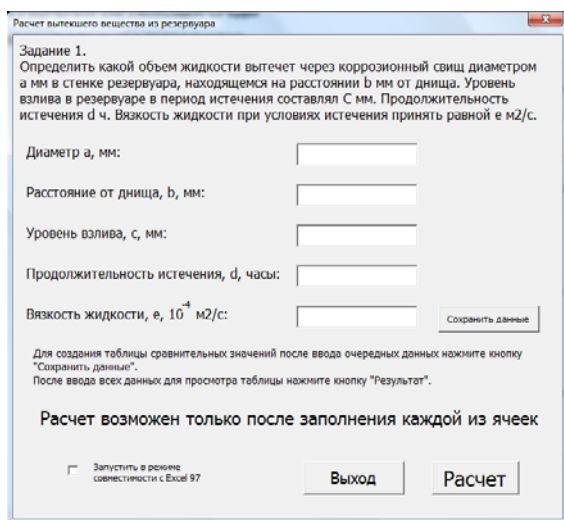 Расчет вытекшего вещества из резервуара
Задание 1.
Определить какой объем жидкости вытечет через коррозионный свищ диаметром
а мм в стенке резервуара, находящемся на расстоянии b мм от днища. Уровень
взлива в резервуаре в период истечения составлял С мм. Продолжительность
истечения d ч. Вязкость жидкости при условиях истечения принять равной е м2/с.
Диаметр а, мм:
Расстояние от днища, b, мм:
Уровень взлива, с, мм:
Продолжительность истечения, d, часы:
Вязкость жидкости, е, 10⁻⁴ м2/с:
Сохранить данные
Для создания таблицы сравнительных значений после ввода очередных данных нажмите кнопку
"Сохранить данные".
После ввода всех данных для просмотра таблицы нажмите кнопку "Результат".
Расчет возможен только после заполнения каждой из ячеек
Запустить в режиме
совместимости с Excel 97
Выход
Расчет